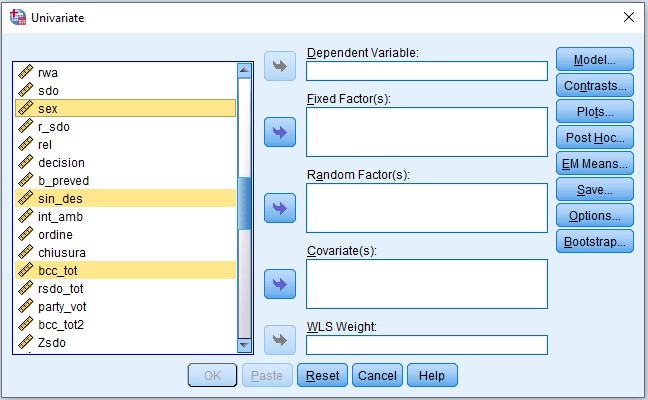 Univariate
rwa
sdo
sex
r_sdo
rel
decision
b_preved
sin_des
int_amb
ordine
chiusura
bcc_tot
rsdo_tot
party_vot
bcc_tot2
Zsdo
Dependent Variable:
Fixed Factor(s):
Random Factor(s):
Covariate(s):
WLS Weight:
Model...
Contrasts...
Plots...
Post Hoc...
EM Means...
Save...
Options...
Bootstrap...
OK Paste Reset Cancel Help